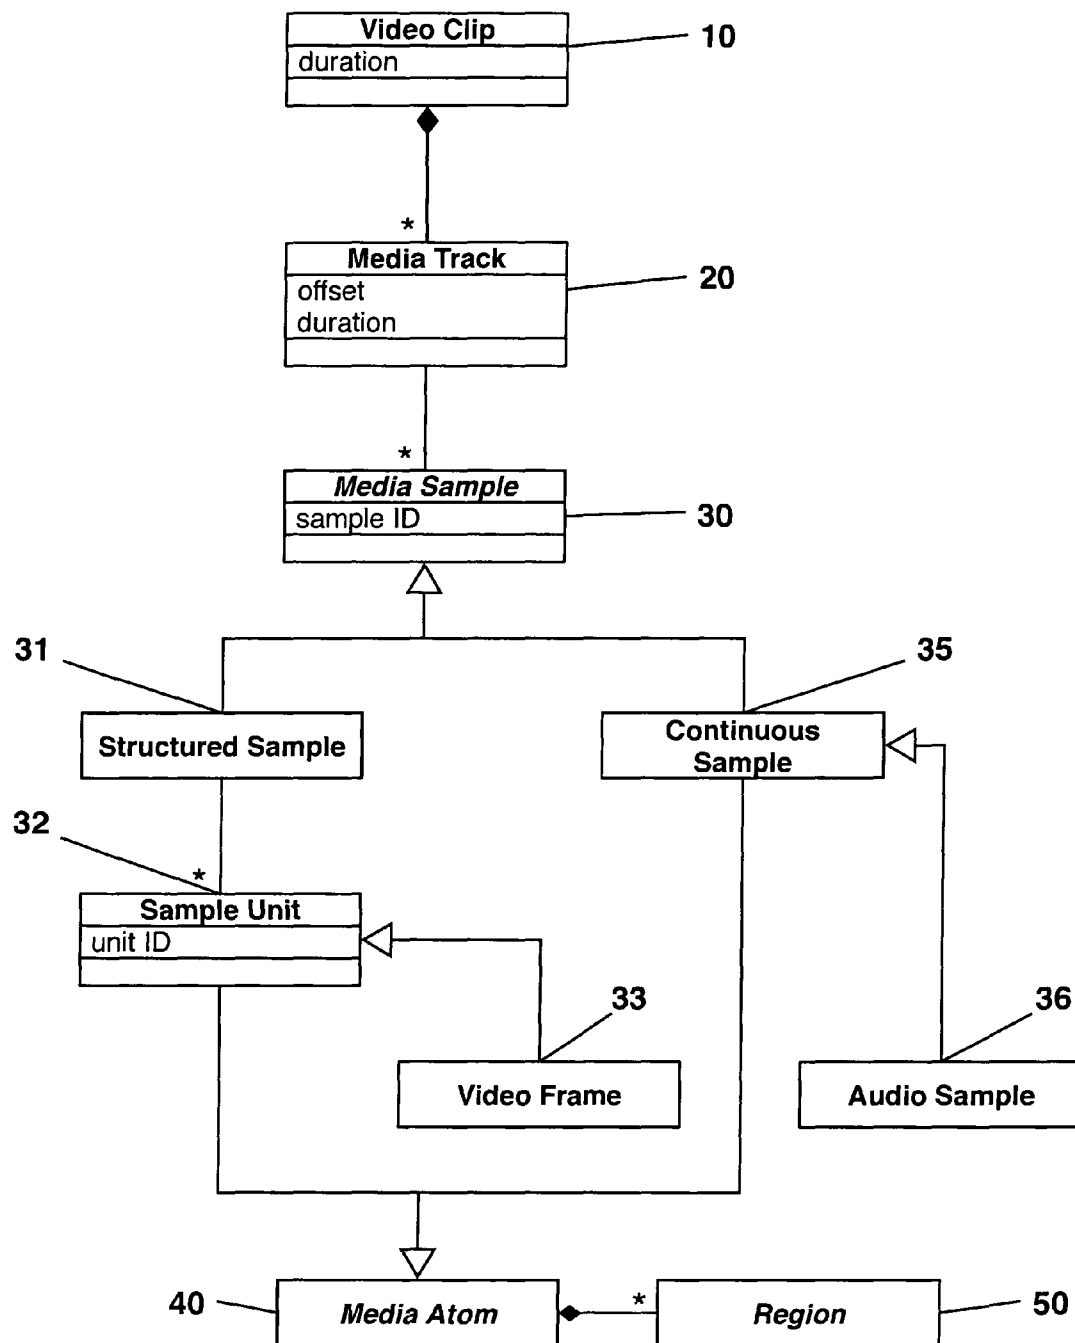 Video Clip
10
duration
*
Media Track
20
offset
duration
*
Media Sample
30
sample ID
31
35
Structured Sample
Continuous
Sample
32
*
Sample Unit
unit ID
33
36
Video Frame
Audio Sample
40
Media Atom
*
Region
50